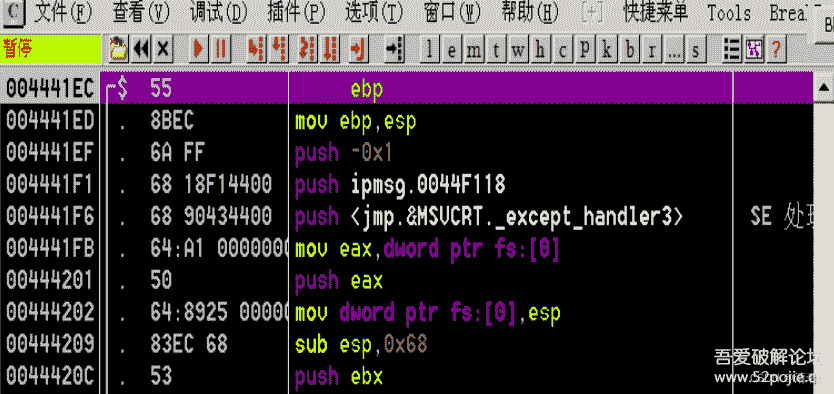 C 文件(F) 查看(V) 调试(D) 插件(P) 选项(T) 窗口(W) 帮助(H) [+] 快捷菜单 Tools
暂停 l e m t w h c p k b r ... s ?
004441EC $ 55 ebp
004441ED . 8BEC mov ebp,esp
004441EF . 6A FF push -0x1
004441F1 . 68 18F14400 push ipmsg.0044F118
004441F6 . 68 90434400 push <jmp.&MSVCRT._except_handler3> SE
004441FB . 64:A1 0000000 mov eax,dword ptr fs:[0]
00444201 . 50 push eax
00444202 . 64:8925 00000 mov dword ptr fs:[0],esp
00444209 . 83EC 68 sub esp,0x68
0044420C . 53 push ebx
吾爱破解论坛
www.52pojie.c